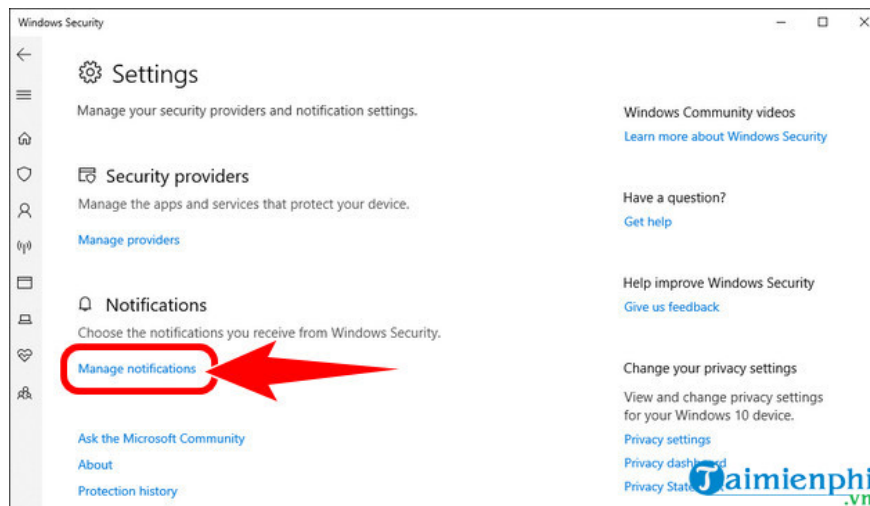 Windows Security
Settings
Manage your security providers and notification settings.
Security providers
Manage the apps and services that protect your device.
Manage providers
Notifications
Choose the notifications you receive from Windows Security.
Manage notifications
Ask the Microsoft Community
About
Protection history
Windows Community videos
Learn more about Windows Security
Have a question?
Get help
Help improve Windows Security
Give us feedback
Change your privacy settings
View and change privacy settings
for your Windows 10 device.
Privacy settings
Privacy dashboard
Privacy
Taimienphi
.vn